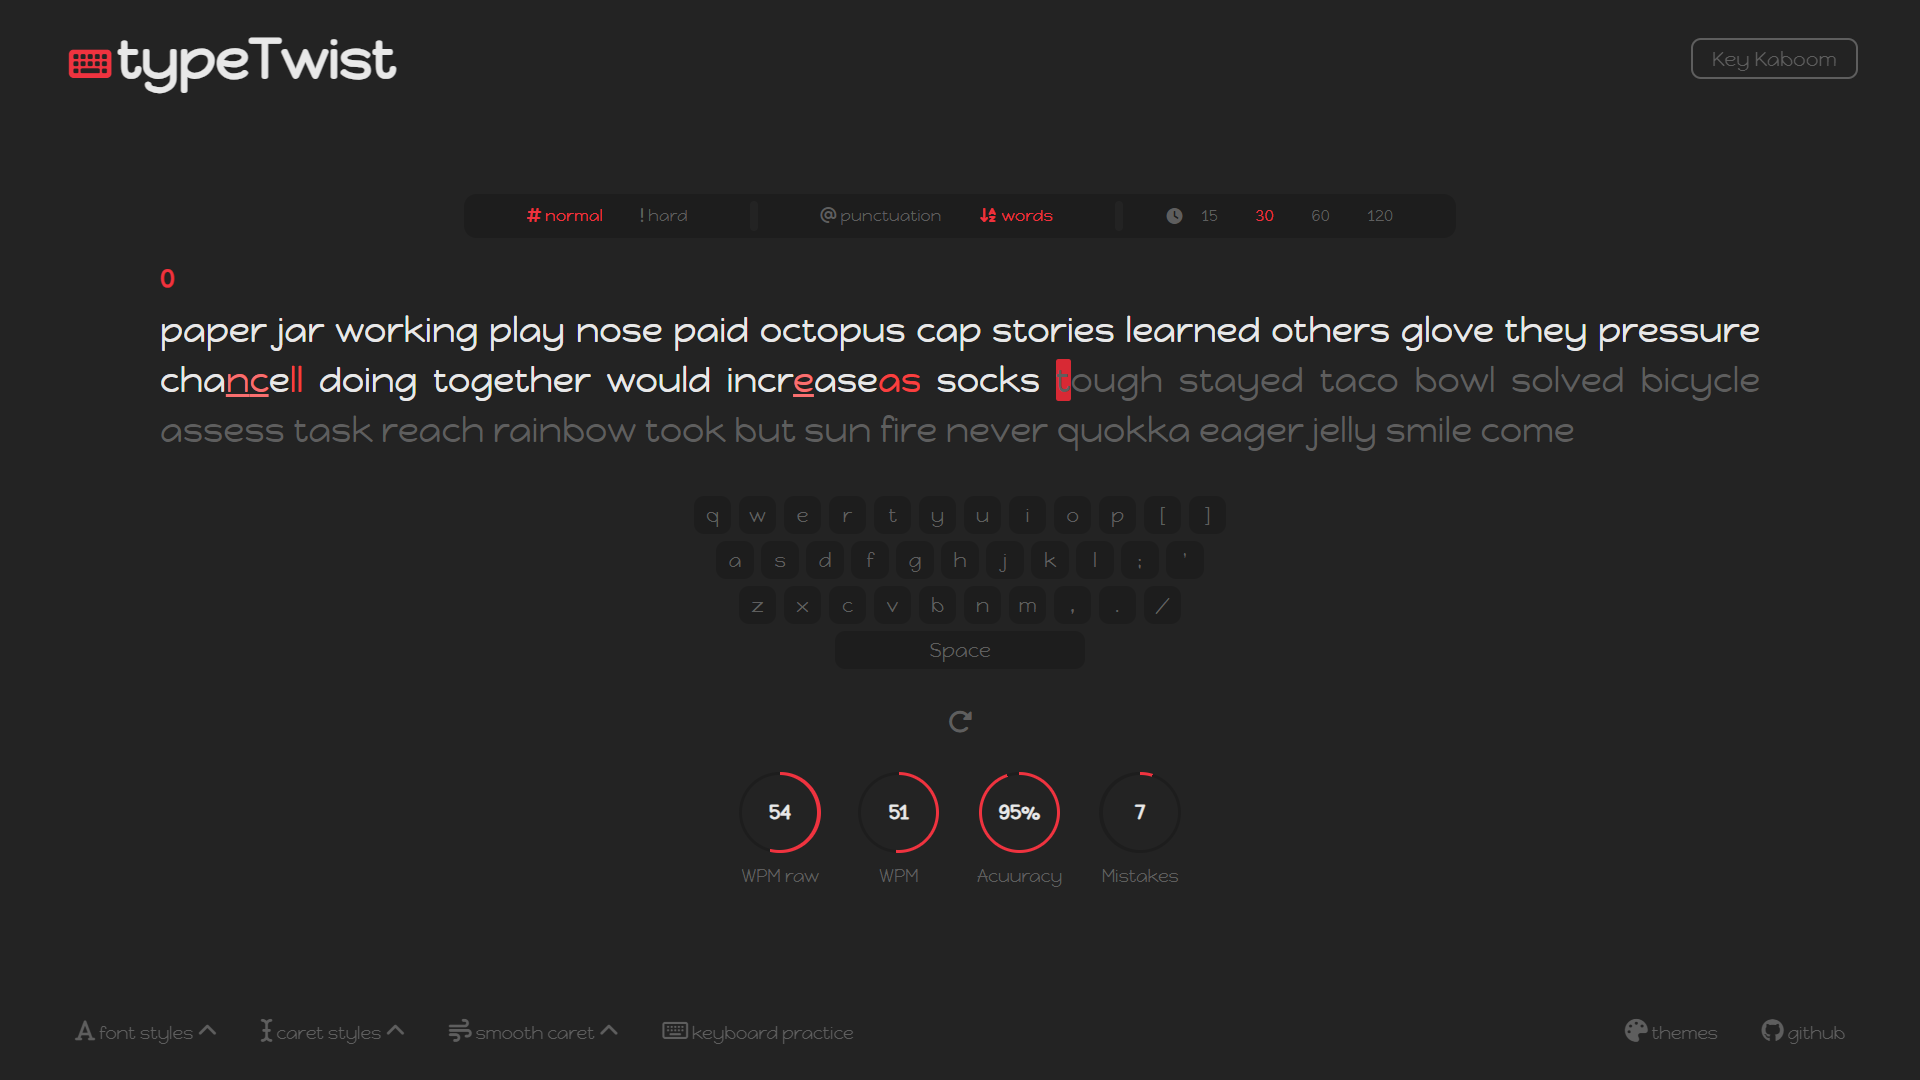 typeTwist
Key Kaboom
# normal ! hard @ punctuation words 15 30 60 120
0
paper jar working play nose paid octopus cap stories learned others glove they pressure
chancell doing together would increaseas socks tough stayed taco bowl solved bicycle
assess task reach rainbow took but sun fire never quokka eager jelly smile come
q w e r t y u i o p [ ]
a s d f g h j k l ; '
z x c v b n m , . /
Space
54 51 95% 7
WPM raw WPM Acuuracy Mistakes
font styles caret styles smooth caret keyboard practice themes github